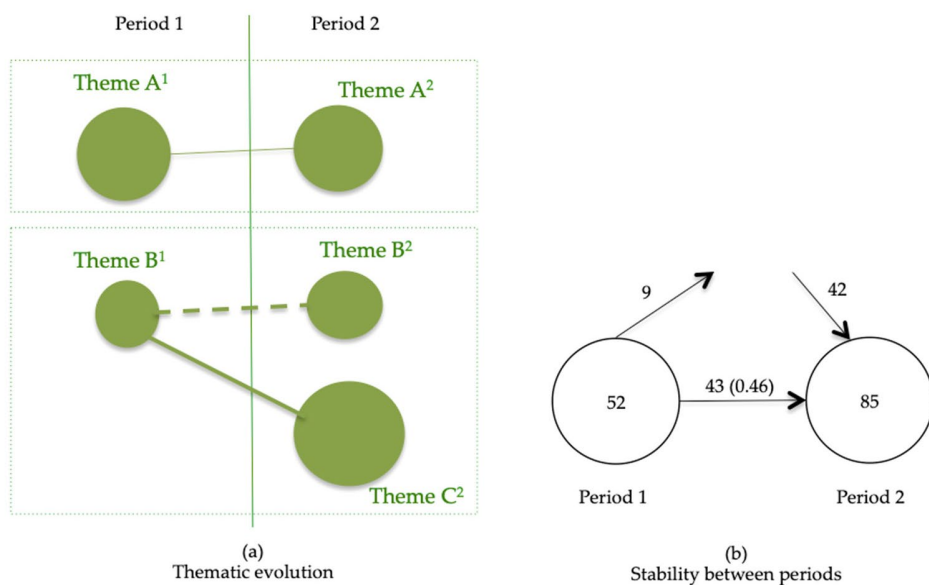 Period 1 Period 2
Theme A¹ Theme A²
Theme B¹ Theme B²
Theme C²
(a)
Thematic evolution
9 42
52 43 (0.46) 85
Period 1 Period 2
(b)
Stability between periods